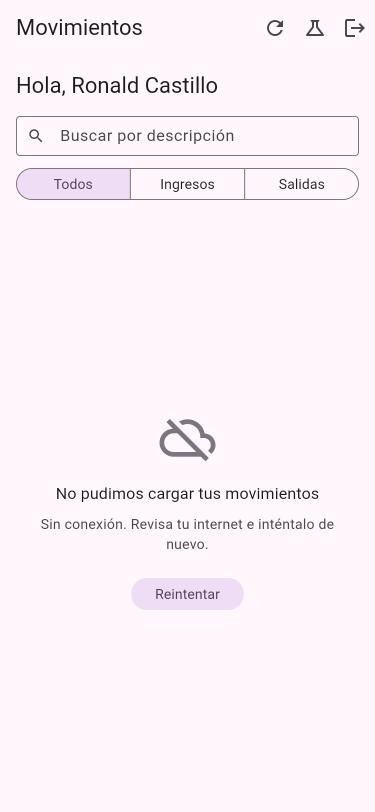 Movimientos
Hola, Ronald Castillo
Buscar por descripción
Todos
Ingresos
Salidas
No pudimos cargar tus movimientos
Sin conexión. Revisa tu internet e inténtalo de
nuevo.
Reintentar